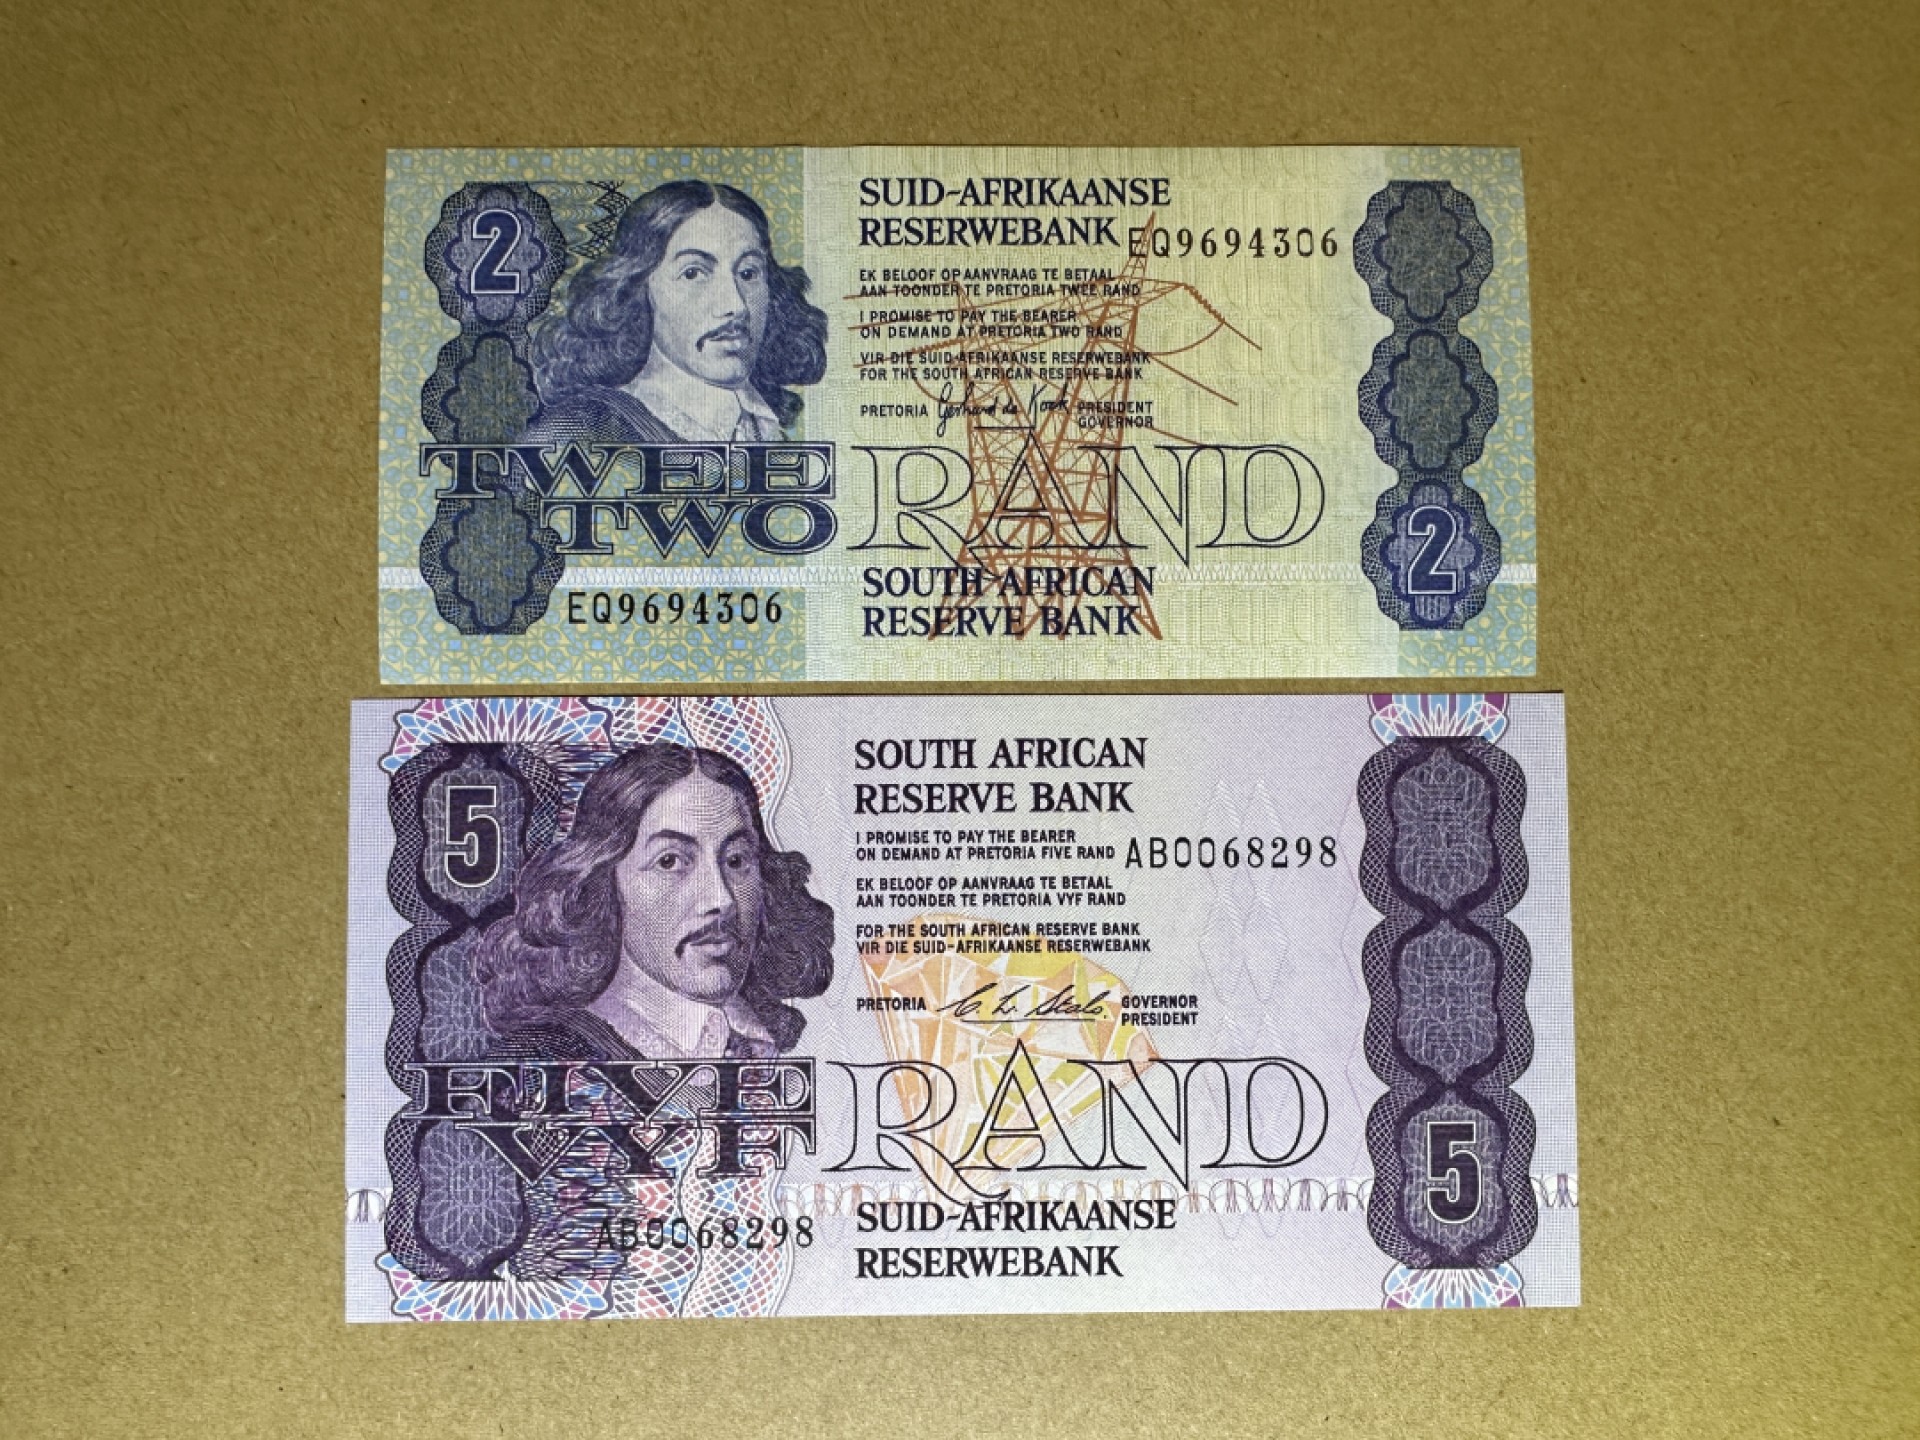 2
SUID-AFRIKAANSE
RESERWEBANK
EQ9694306
EK BELOOF OP AANVRAAG TE BETAAL
AAN TOONDER TE PRETORIA TWEE RAND
I PROMISE TO PAY THE BEARER
ON DEMAND AT PRETORIA TWO RAND
VIR DIE SUID-AFRIKAANSE RESERWEBANK
FOR THE SOUTH AFRICAN RESERVE BANK
PRETORIA Gerhard de Kock PRESIDENT
GOVERNOR
TWEE
TWO
RAND
2
SOUTH AFRICAN
RESERVE BANK
EQ9694306
5
SOUTH AFRICAN
RESERVE BANK
I PROMISE TO PAY THE BEARER
ON DEMAND AT PRETORIA FIVE RAND
AB0068298
EK BELOOF OP AANVRAAG TE BETAAL
AAN TOONDER TE PRETORIA VYF RAND
FOR THE SOUTH AFRICAN RESERVE BANK
VIR DIE SUID-AFRIKAANSE RESERWEBANK
PRETORIA C. L. Stals. GOVERNOR
PRESIDENT
FIVE
VYF
RAND
5
AB0068298
SUID-AFRIKAANSE
RESERWEBANK